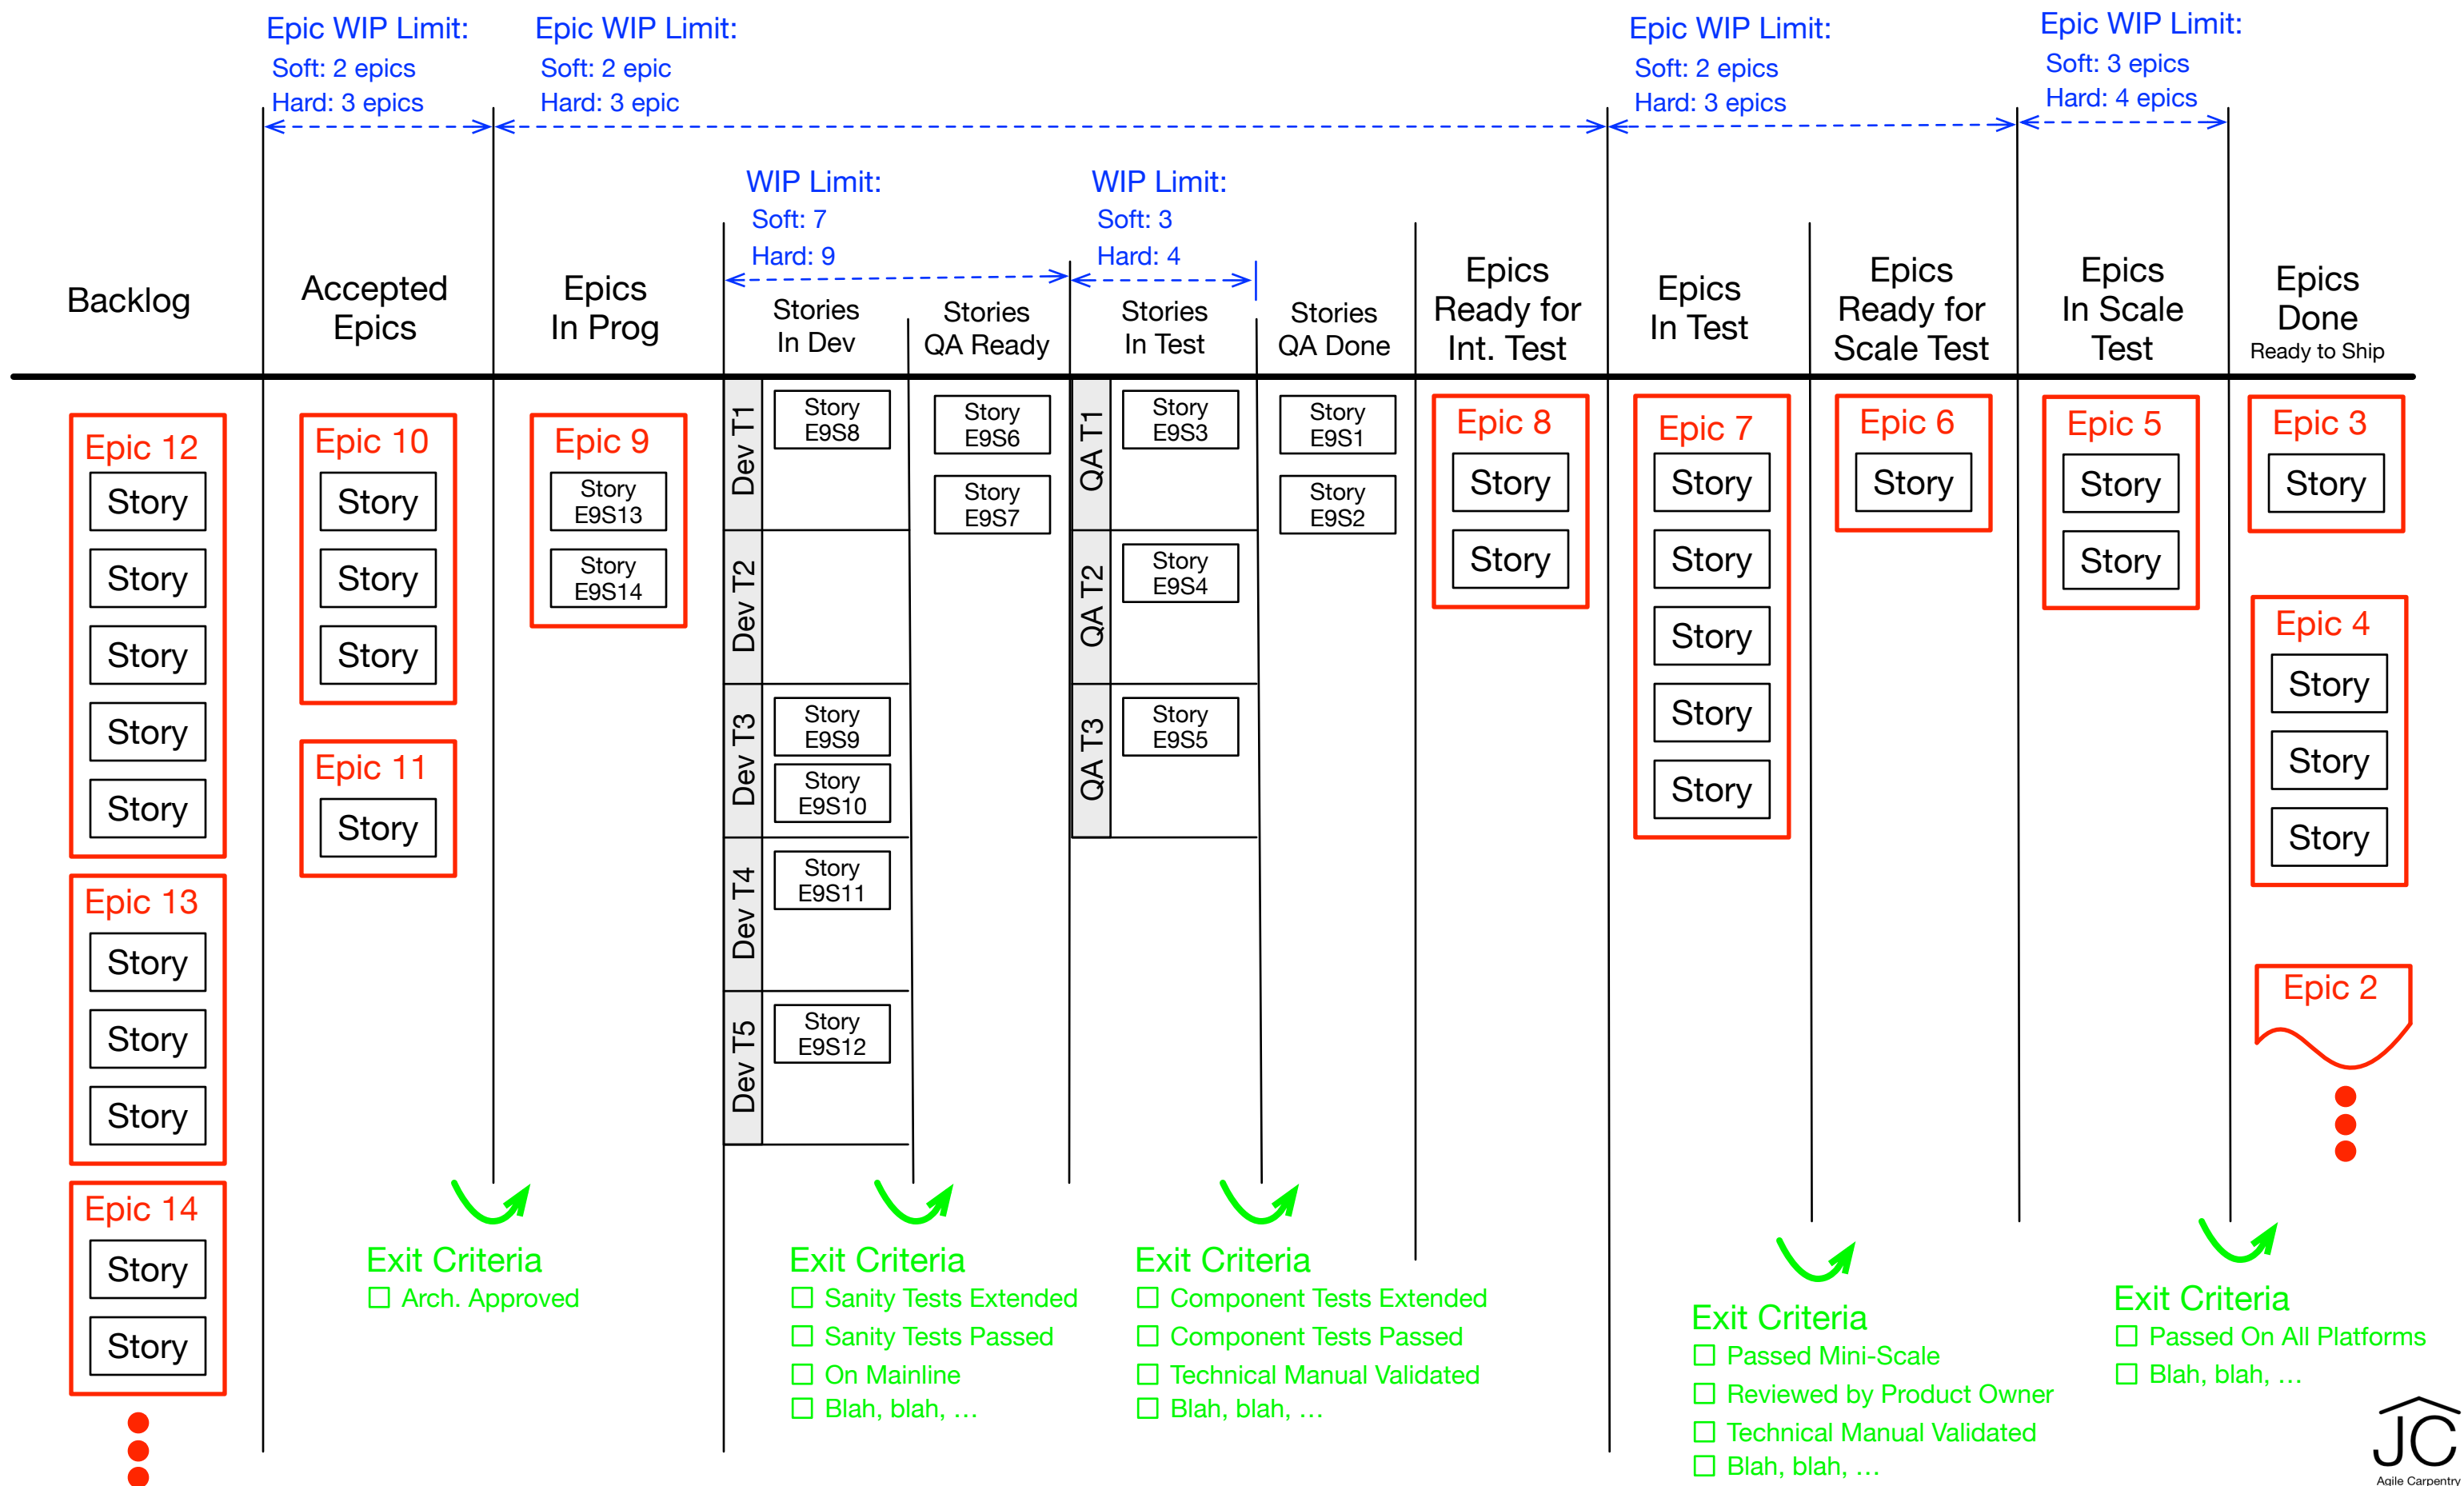 Epic WIP Limit:
Soft: 2 epics
Hard: 3 epics
Epic WIP Limit:
Soft: 2 epic
Hard: 3 epic
Epic WIP Limit:
Soft: 2 epics
Hard: 3 epics
Epic WIP Limit:
Soft: 3 epics
Hard: 4 epics
WIP Limit:
Soft: 7
Hard: 9
WIP Limit:
Soft: 3
Hard: 4
Backlog
Accepted
Epics
Epics
In Prog
Stories
In Dev
Stories
QA Ready
Stories
In Test
Stories
QA Done
Epics
Ready for
Int. Test
Epics
In Test
Epics
Ready for
Scale Test
Epics
In Scale
Test
Epics
Done
Ready to Ship
Epic 12
Story
Story
Story
Story
Story
Epic 13
Story
Story
Story
Epic 14
Story
Story
Epic 10
Story
Story
Story
Epic 11
Story
Epic 9
Story
E9S13
Story
E9S14
Dev T1
Story
E9S8
Dev T2
Dev T3
Story
E9S9
Story
E9S10
Dev T4
Story
E9S11
Dev T5
Story
E9S12
Story
E9S6
Story
E9S7
QA T1
Story
E9S3
QA T2
Story
E9S4
QA T3
Story
E9S5
Story
E9S1
Story
E9S2
Epic 8
Story
Story
Epic 7
Story
Story
Story
Story
Story
Epic 6
Story
Epic 5
Story
Story
Epic 3
Story
Epic 4
Story
Story
Story
Epic 2
Exit Criteria
Arch. Approved
Exit Criteria
Sanity Tests Extended
Sanity Tests Passed
On Mainline
Blah, blah, …
Exit Criteria
Component Tests Extended
Component Tests Passed
Technical Manual Validated
Blah, blah, …
Exit Criteria
Passed Mini-Scale
Reviewed by Product Owner
Technical Manual Validated
Blah, blah, …
Exit Criteria
Passed On All Platforms
Blah, blah, …
JC
Agile Carpentry